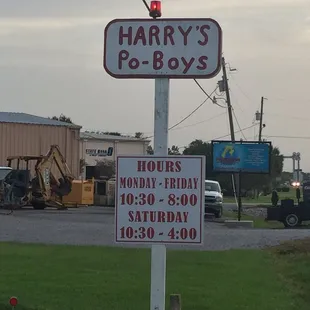 HARRY'S
PO-BOYS
HOURS
MONDAY - FRIDAY
10:30 - 8:00
SATURDAY
10:30 - 4:00